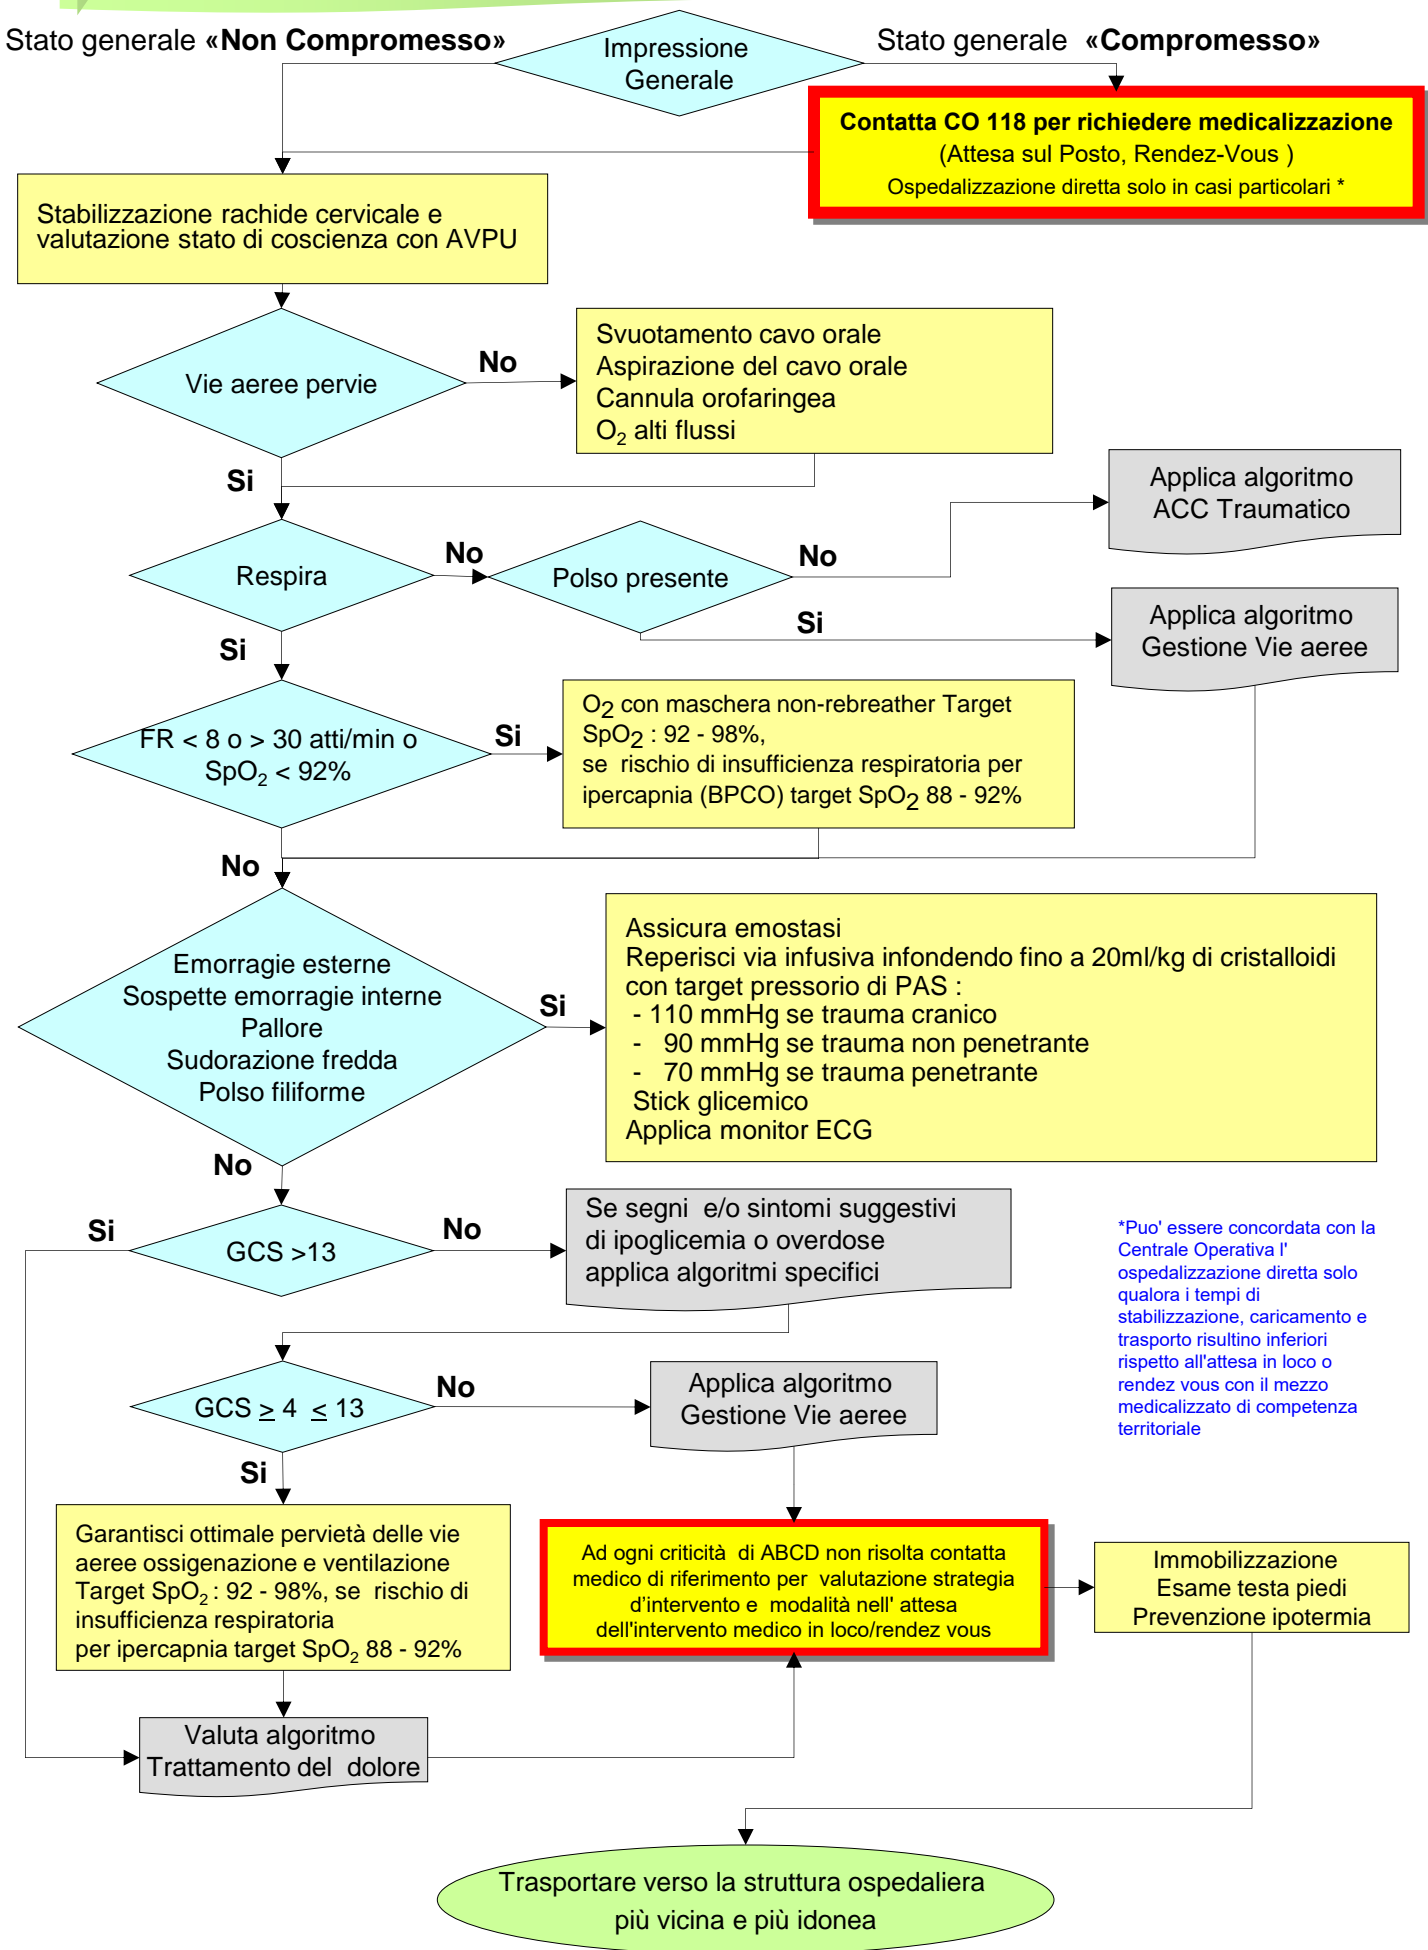 Stato generale «Non Compromesso»
Impressione
Generale
Stato generale «Compromesso»
Contatta CO 118 per richiedere medicalizzazione
(Attesa sul Posto, Rendez-Vous )
Ospedalizzazione diretta solo in casi particolari *
Stabilizzazione rachide cervicale e
valutazione stato di coscienza con AVPU
Vie aeree pervie
No
Svuotamento cavo orale
Aspirazione del cavo orale
Cannula orofaringea
O2 alti flussi
Si
Respira
No
Polso presente
No
Applica algoritmo
ACC Traumatico
Si
Applica algoritmo
Gestione Vie aeree
Si
FR < 8 o > 30 atti/min o
SpO2 < 92%
Si
O2 con maschera non-rebreather Target
SpO2 : 92 - 98%,
se rischio di insufficienza respiratoria per
ipercapnia (BPCO) target SpO2 88 - 92%
No
Emorragie esterne
Sospette emorragie interne
Pallore
Sudorazione fredda
Polso filiforme
Si
Assicura emostasi
Reperisci via infusiva infondendo fino a 20ml/kg di cristalloidi
con target pressorio di PAS :
- 110 mmHg se trauma cranico
- 90 mmHg se trauma non penetrante
- 70 mmHg se trauma penetrante
Stick glicemico
Applica monitor ECG
No
GCS >13
Si
No
Se segni e/o sintomi suggestivi
di ipoglicemia o overdose
applica algoritmi specifici
*Puo' essere concordata con la
Centrale Operativa l'
ospedalizzazione diretta solo
qualora i tempi di
stabilizzazione, caricamento e
trasporto risultino inferiori
rispetto all'attesa in loco o
rendez vous con il mezzo
medicalizzato di competenza
territoriale
GCS ≥ 4 ≤ 13
No
Applica algoritmo
Gestione Vie aeree
Si
Garantisci ottimale pervietà delle vie
aeree ossigenazione e ventilazione
Target SpO2 : 92 - 98%, se rischio di
insufficienza respiratoria
per ipercapnia target SpO2 88 - 92%
Ad ogni criticità di ABCD non risolta contatta
medico di riferimento per valutazione strategia
d'intervento e modalità nell' attesa
dell'intervento medico in loco/rendez vous
Immobilizzazione
Esame testa piedi
Prevenzione ipotermia
Valuta algoritmo
Trattamento del dolore
Trasportare verso la struttura ospedaliera
più vicina e più idonea